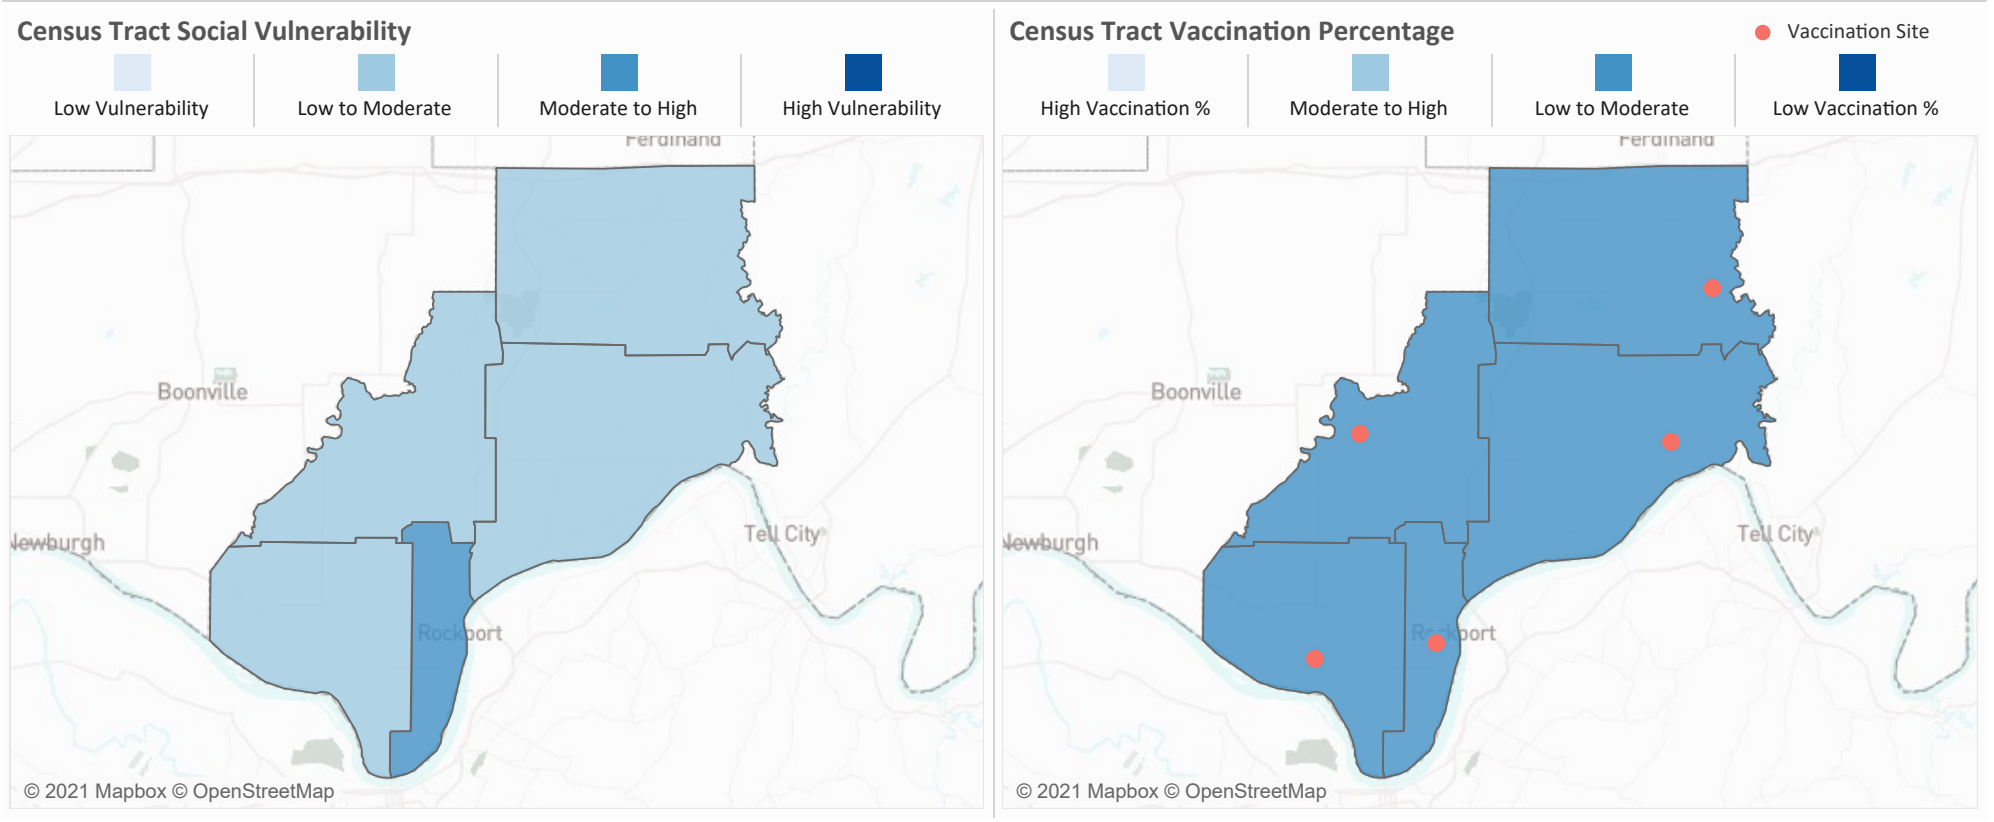 Census Tract Social Vulnerability
Low Vulnerability
Low to Moderate
Moderate to High
High Vulnerability
Ferdinand
Boonville
Newburgh
Tell City
Rockport
© 2021 Mapbox © OpenStreetMap
Census Tract Vaccination Percentage
Vaccination Site
High Vaccination %
Moderate to High
Low to Moderate
Low Vaccination %
Ferdinand
Boonville
Newburgh
Tell City
Rockport
© 2021 Mapbox © OpenStreetMap